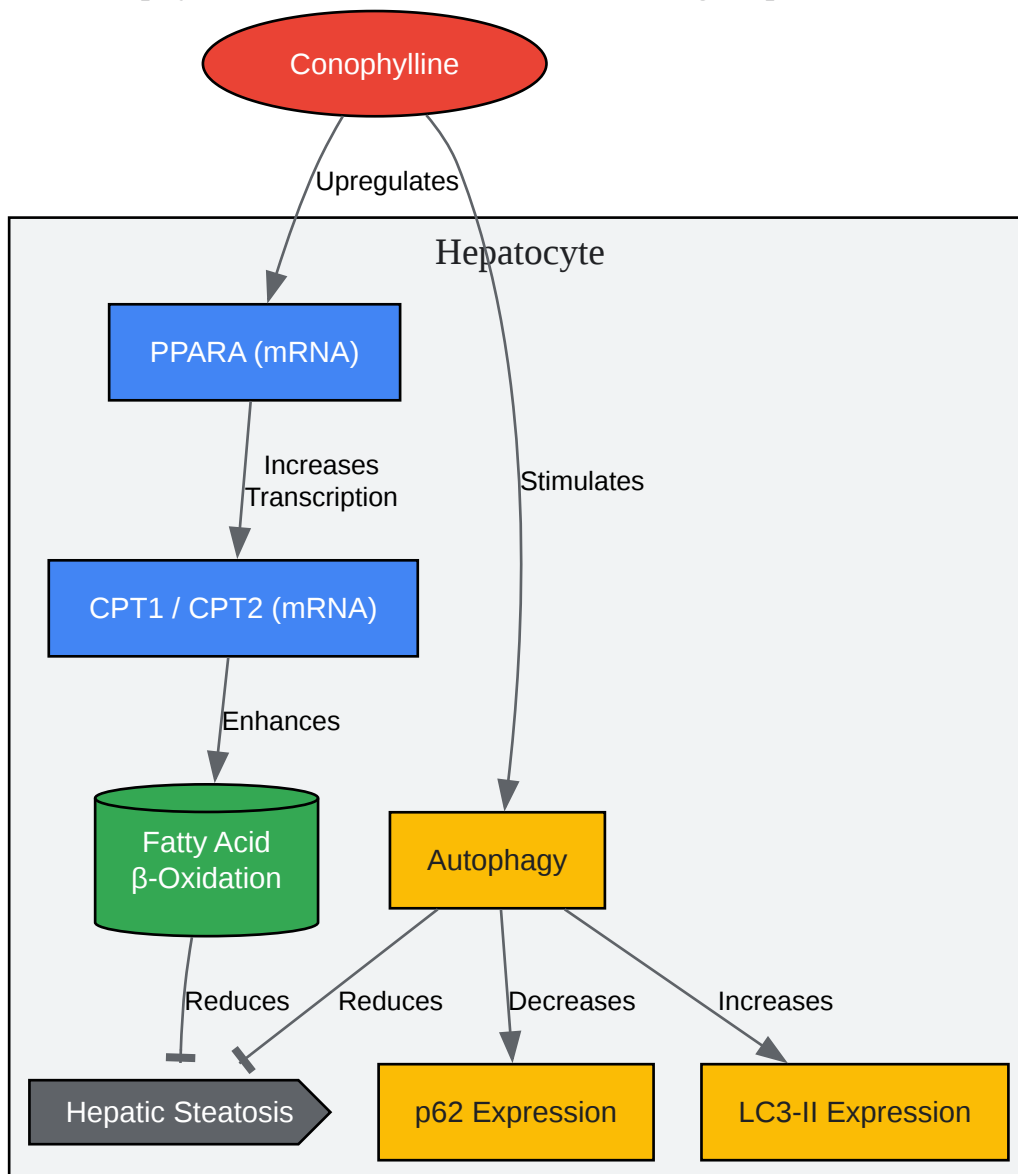 Conophylline
Upregulates
Hepatocyte
PPARA (mRNA)
Increases
Transcription
Stimulates
CPT1 / CPT2 (mRNA)
Enhances
Fatty Acid
β-Oxidation
Autophagy
Reduces
Reduces
Decreases
Increases
Hepatic Steatosis
p62 Expression
LC3-II Expression